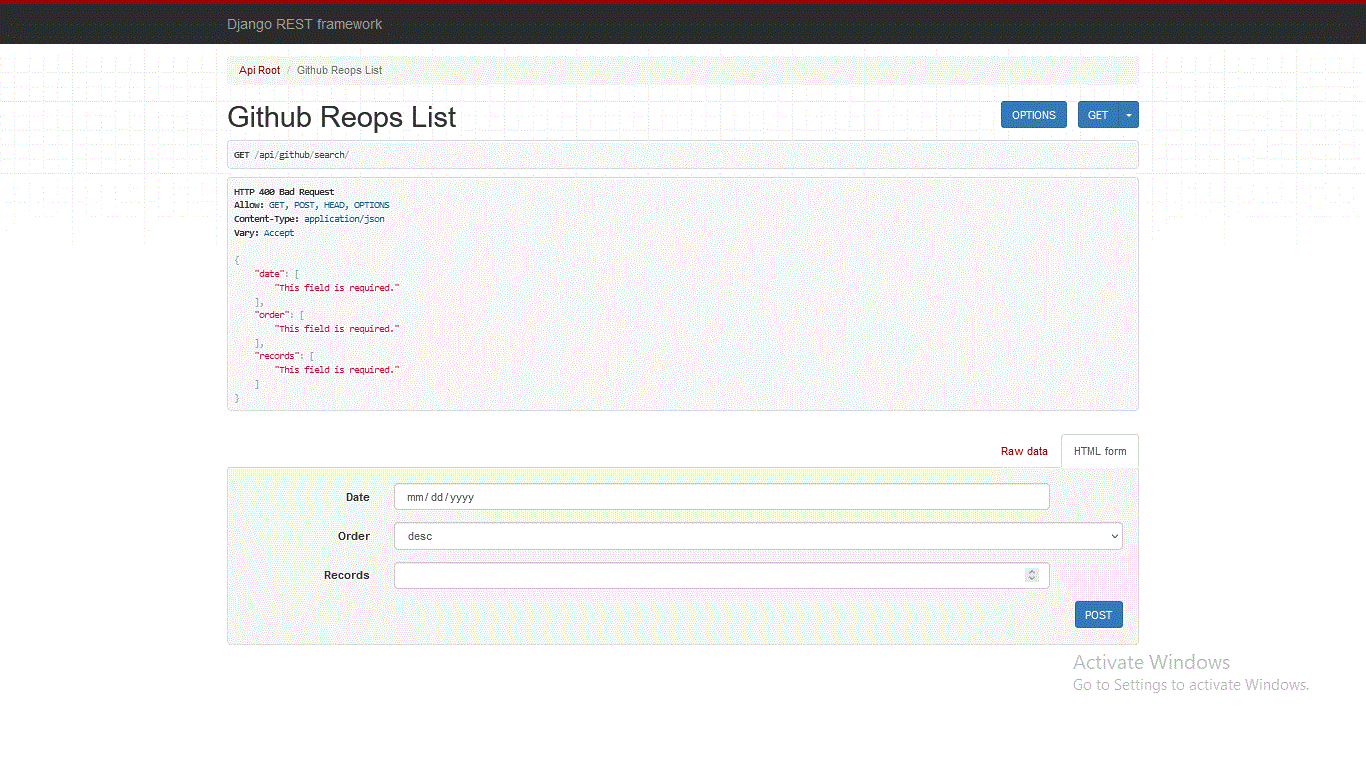 Django REST framework
Api Root / Github Reops List
Github Reops List
OPTIONS
GET
GET /api/github/search/
HTTP 400 Bad Request
Allow: GET, POST, HEAD, OPTIONS
Content-Type: application/json
Vary: Accept
{
    "date": [
        "This field is required."
    ],
    "order": [
        "This field is required."
    ],
    "records": [
        "This field is required."
    ]
}
Raw data
HTML form
Date mm/dd/yyyy
Order desc
Records
POST
Activate Windows
Go to Settings to activate Windows.